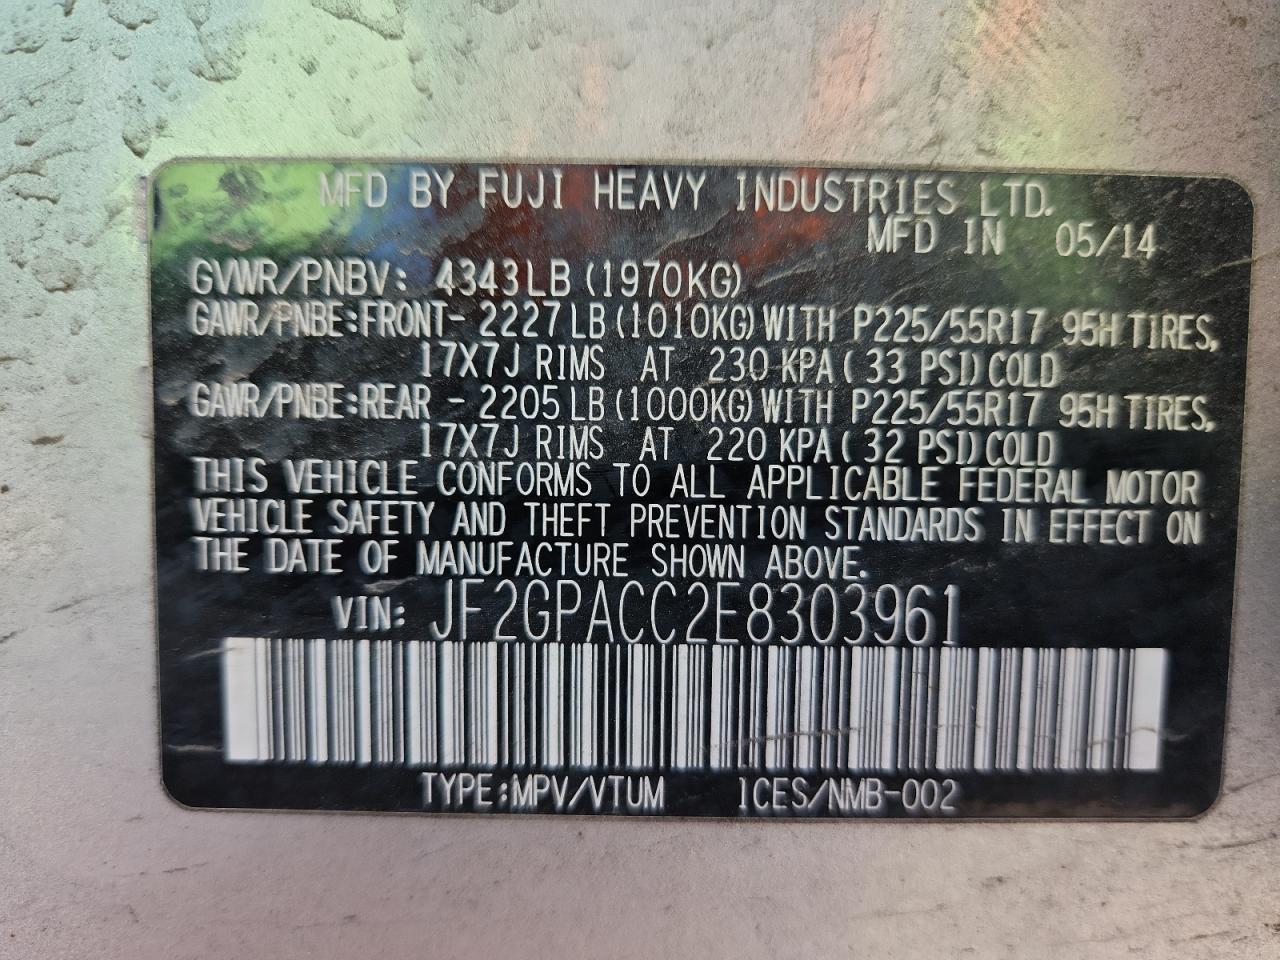 MFD BY FUJI HEAVY INDUSTRIES LTD.
MFD IN 05/14
GVWR/PNBV: 4343LB (1970KG)
GAWR/PNBE:FRONT- 2227LB (1010KG) WITH P225/55R17 95H TIRES,
17X7J RIMS AT 230 KPA ( 33 PSI) COLD
GAWR/PNBE:REAR - 2205LB (1000KG) WITH P225/55R17 95H TIRES,
17X7J RIMS AT 220 KPA ( 32 PSI) COLD
THIS VEHICLE CONFORMS TO ALL APPLICABLE FEDERAL MOTOR
VEHICLE SAFETY AND THEFT PREVENTION STANDARDS IN EFFECT ON
THE DATE OF MANUFACTURE SHOWN ABOVE.
VIN: JF2GPACC2E8303961
TYPE:MPV/VTUM 1CES/NMB-002